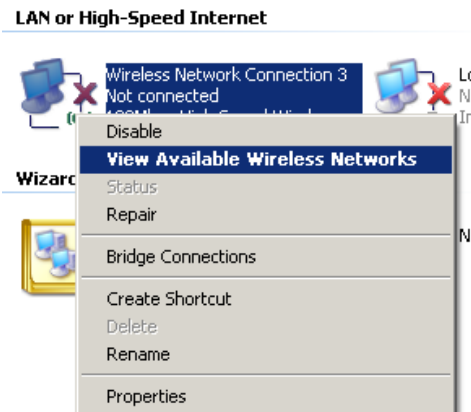 LAN or High-Speed Internet
Wireless Network Connection 3
Not connected
Disable
View Available Wireless Networks
Status
Repair
Bridge Connections
Create Shortcut
Delete
Rename
Properties